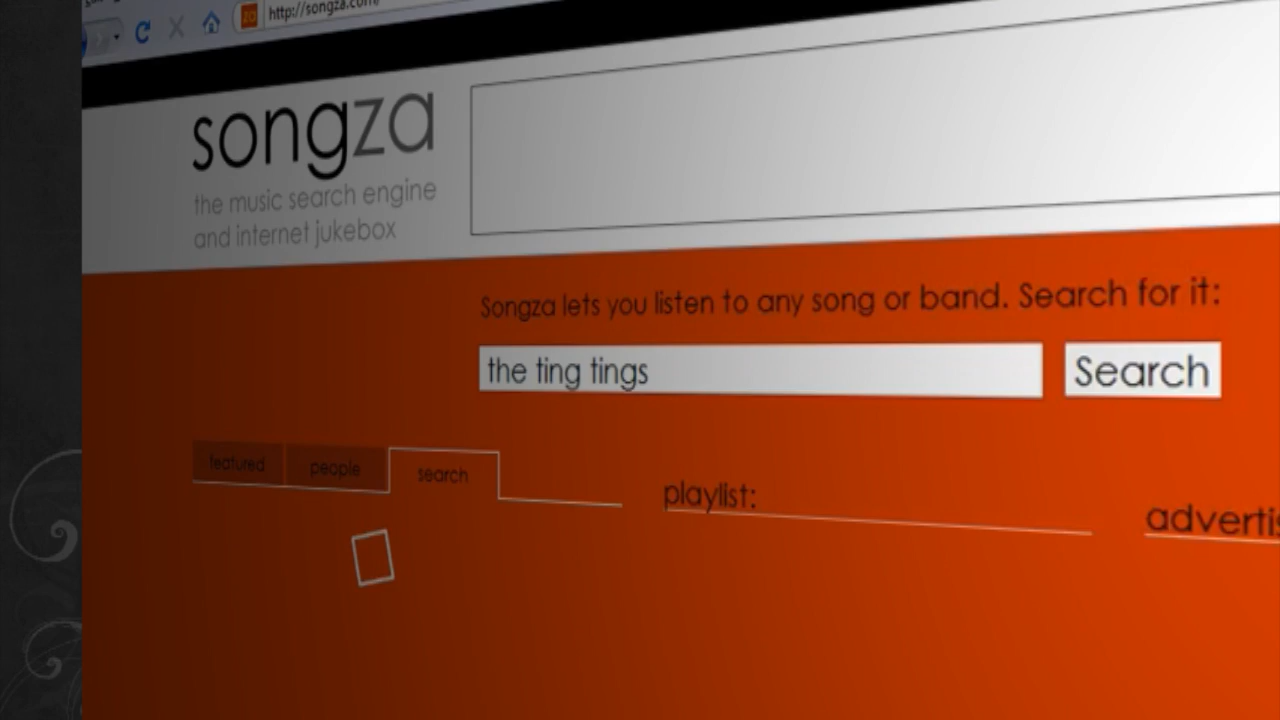 http://songza.com/
songza
the music search engine
and internet jukebox
Songza lets you listen to any song or band. Search for it:
the ting tings
Search
featured
people
search
playlist: